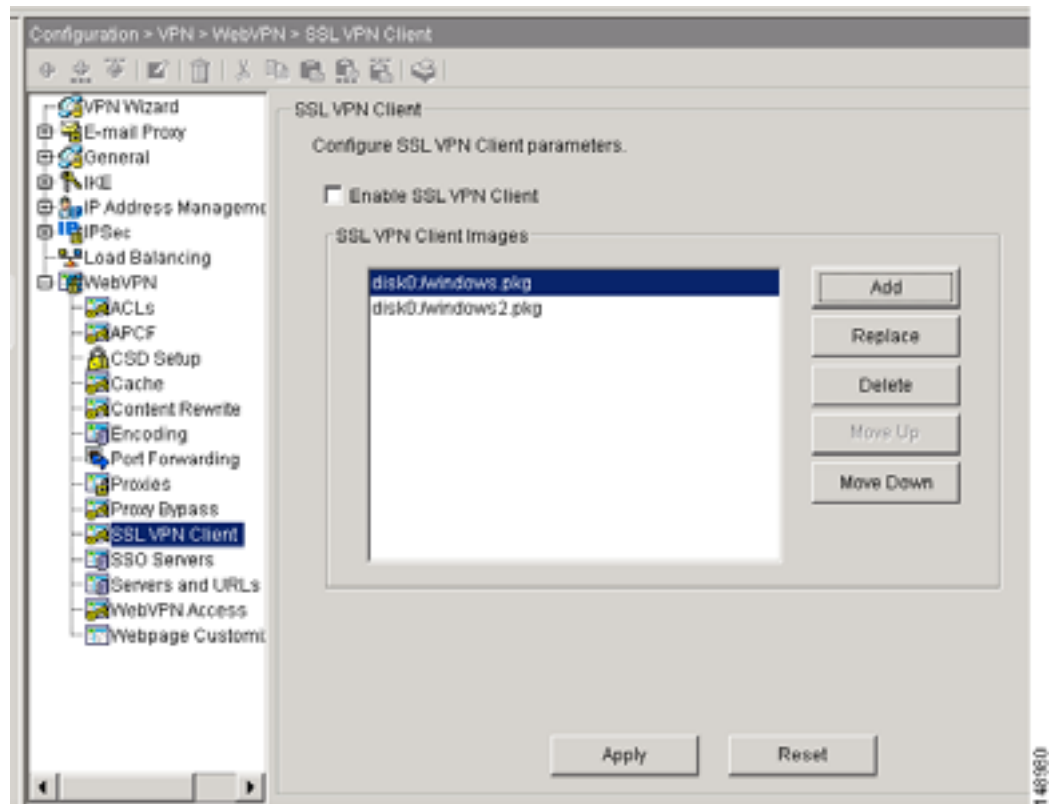 Configuration > VPN > WebVPN > SSL VPN Client
VPN Wizard
E-mail Proxy
General
IKE
IP Address Manageme
IPSec
Load Balancing
WebVPN
ACLs
APCF
CSD Setup
Cache
Content Rewrite
Encoding
Port Forwarding
Proxies
Proxy Bypass
SSL VPN Client
SSO Servers
Servers and URLs
WebVPN Access
Webpage Customiz
SSL VPN Client
Configure SSL VPN Client parameters.
Enable SSL VPN Client
SSL VPN Client Images
disk0:/windows.pkg
disk0:/windows2.pkg
Add
Replace
Delete
Move Up
Move Down
Apply
Reset
148980